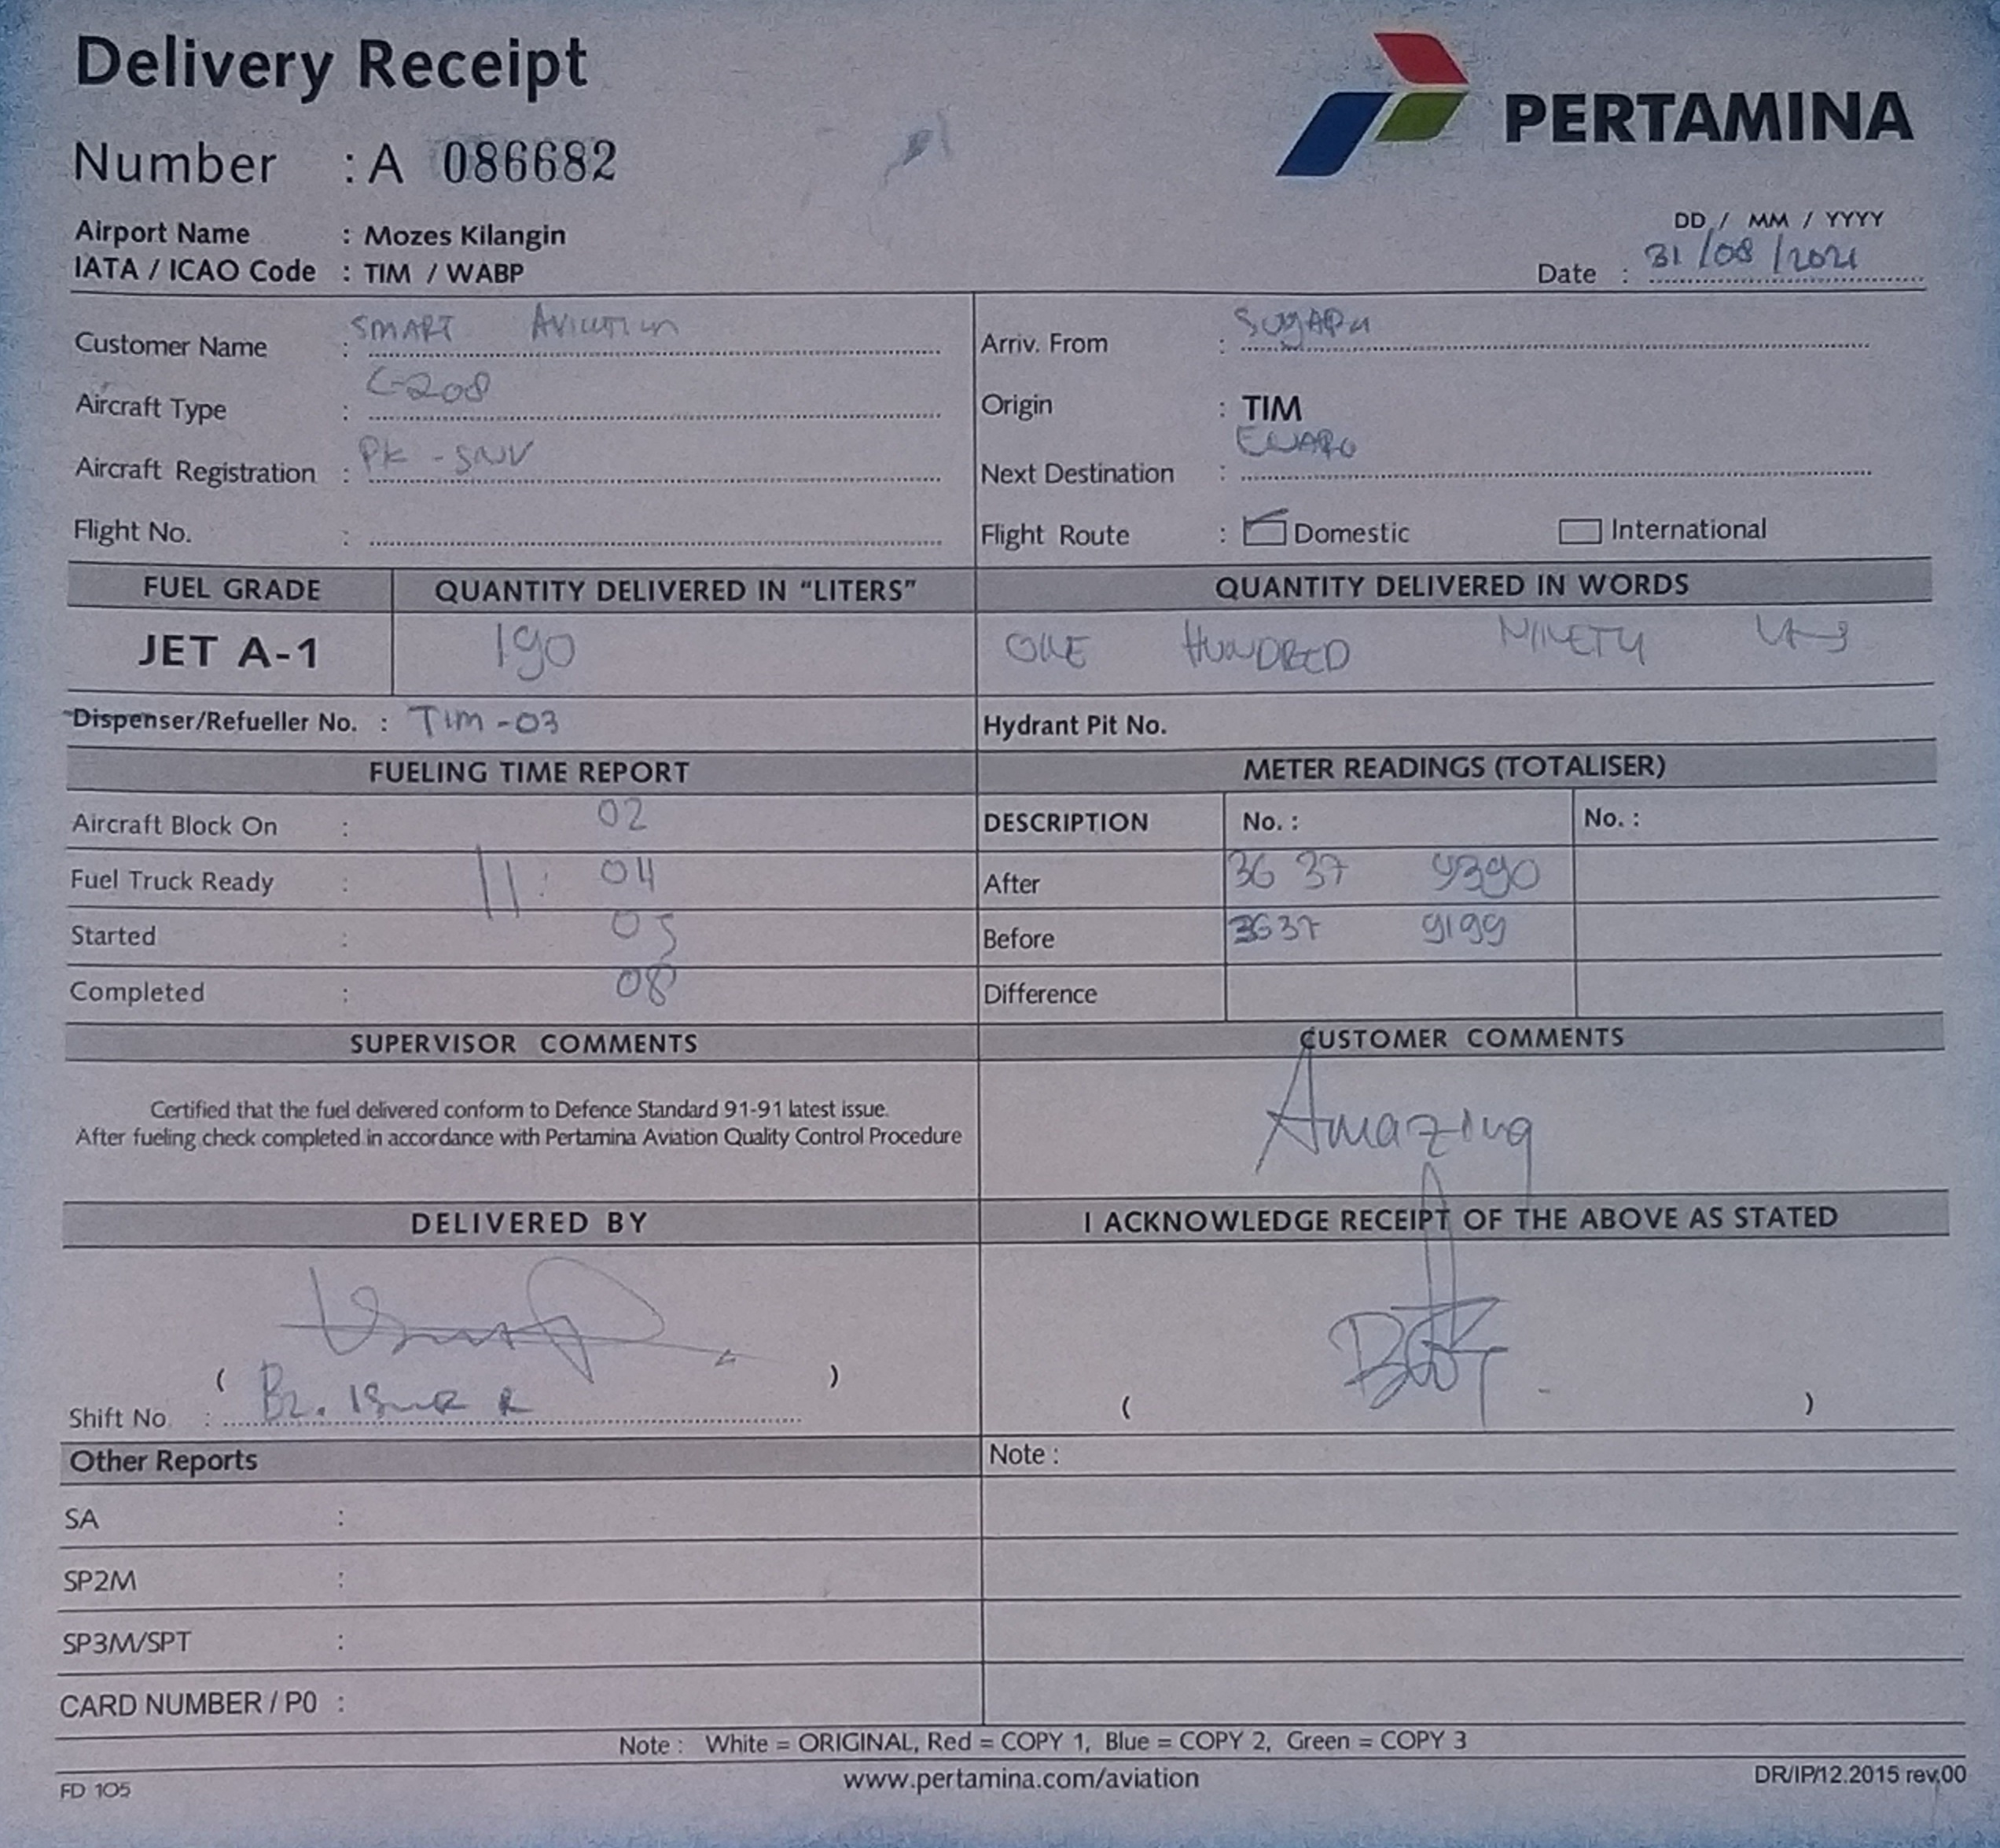 Delivery Receipt
PERTAMINA
Number : A 086682
Airport Name : Mozes Kilangin
IATA / ICAO Code : TIM / WABP
DD / MM / YYYY
Date : 31/08/2021
Customer Name : SMART AVIATION
Arriv. From : SUGAPA
Aircraft Type : C-208
Origin : TIM
Aircraft Registration : PK-SNV
Next Destination :
Flight No. :
Flight Route : Domestic International
FUEL GRADE QUANTITY DELIVERED IN "LITERS" QUANTITY DELIVERED IN WORDS
JET A-1 190 ONE HUNDRED NINETY
Dispenser/Refueller No. : TIM-03 Hydrant Pit No.
FUELING TIME REPORT METER READINGS (TOTALISER)
Aircraft Block On : 02 DESCRIPTION No. : No. :
Fuel Truck Ready : 11: 04 After 3637 9390
Started : 05 Before 3637 9199
Completed : 08 Difference
SUPERVISOR COMMENTS CUSTOMER COMMENTS
Certified that the fuel delivered conform to Defence Standard 91-91 latest issue.
After fueling check completed in accordance with Pertamina Aviation Quality Control Procedure
Amazing
DELIVERED BY I ACKNOWLEDGE RECEIPT OF THE ABOVE AS STATED
( ) ( )
Shift No. :
Other Reports Note :
SA :
SP2M :
SP3M/SPT :
CARD NUMBER / P0 :
Note : White = ORIGINAL, Red = COPY 1, Blue = COPY 2, Green = COPY 3
FD 105 www.pertamina.com/aviation DR/IP/12.2015 rev,00